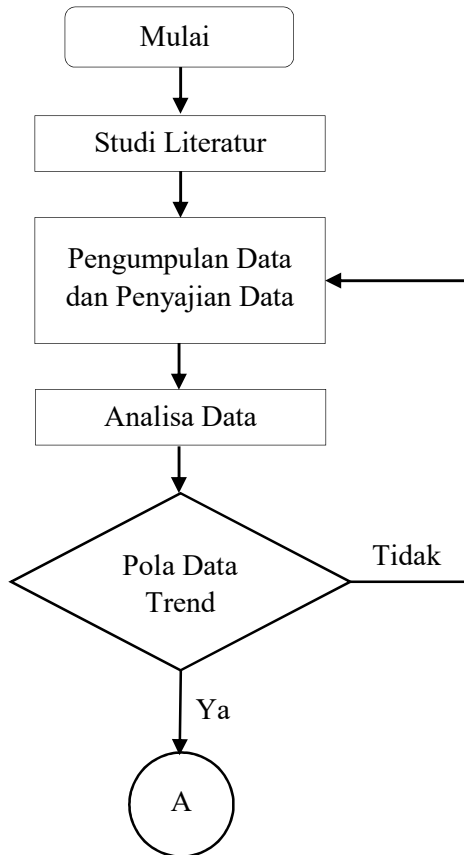 Mulai
Studi Literatur
Pengumpulan Data
dan Penyajian Data
Analisa Data
Pola Data
Trend
Tidak
Ya
A